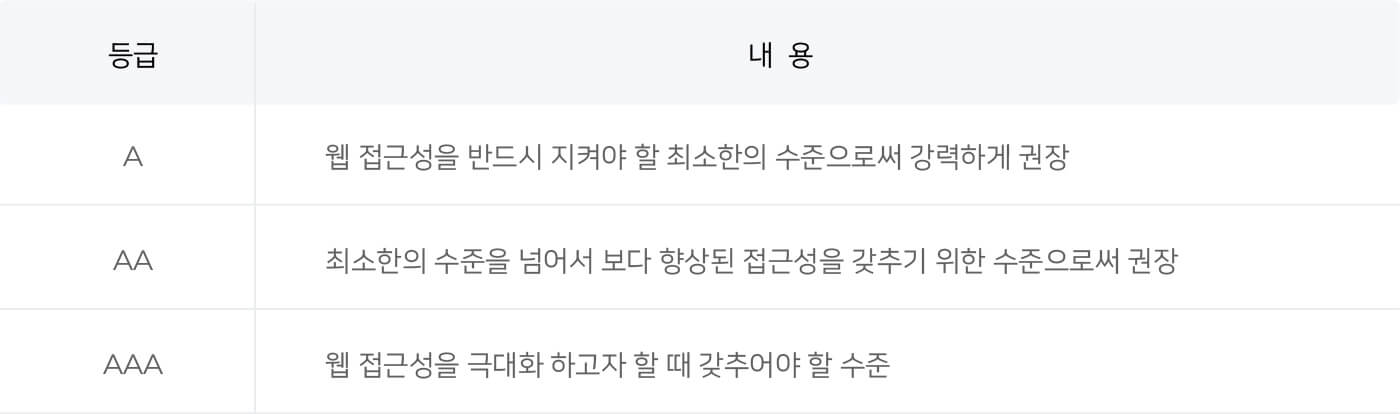 등급 내 용
A 웹 접근성을 반드시 지켜야 할 최소한의 수준으로써 강력하게 권장
AA 최소한의 수준을 넘어서 보다 향상된 접근성을 갖추기 위한 수준으로써 권장
AAA 웹 접근성을 극대화 하고자 할 때 갖추어야 할 수준